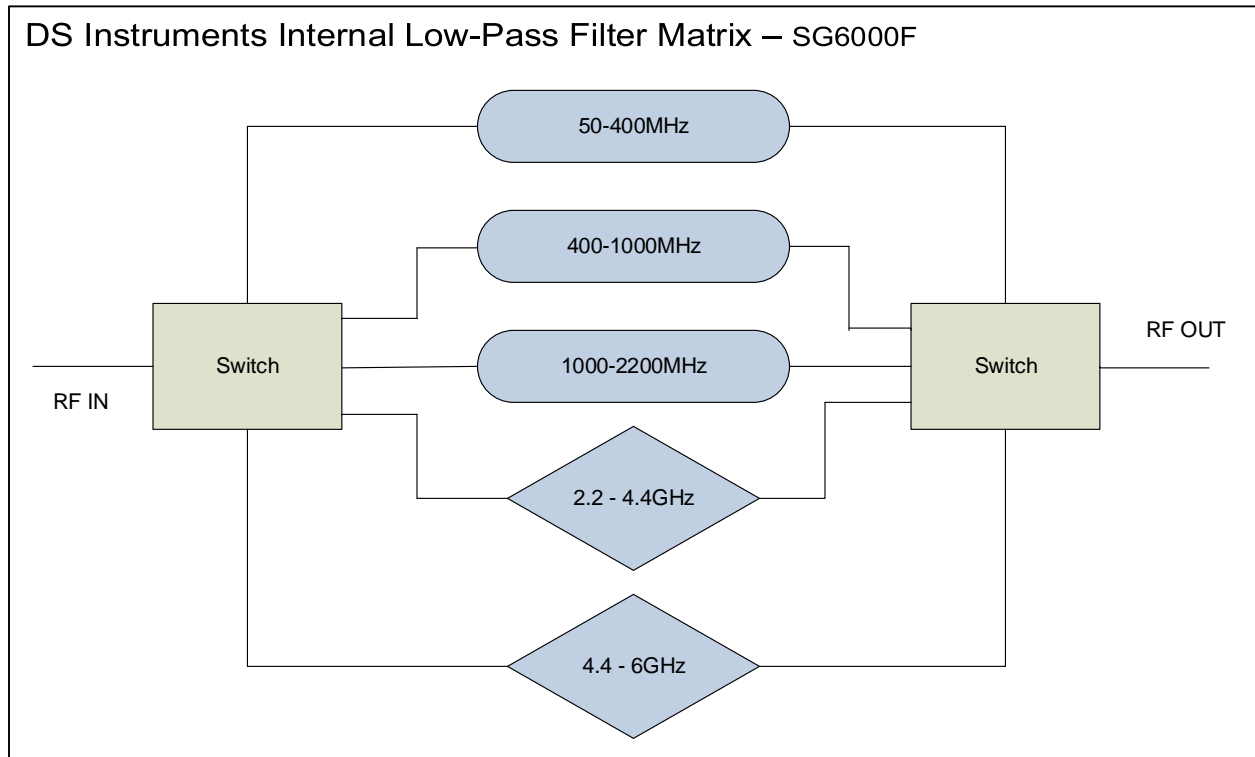 DS Instruments Internal Low-Pass Filter Matrix – SG6000F
50-400MHz
400-1000MHz
Switch
1000-2200MHz
Switch
RF OUT
RF IN
2.2 - 4.4GHz
4.4 - 6GHz